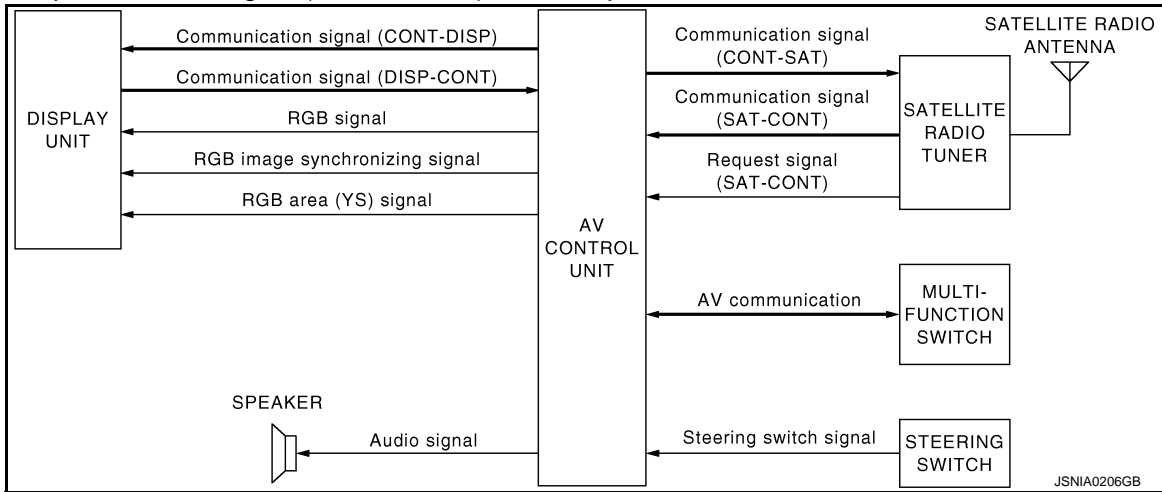 Communication signal (CONT-DISP)
Communication signal (DISP-CONT)
RGB signal
RGB image synchronizing signal
RGB area (YS) signal
DISPLAY
UNIT
SPEAKER
Audio signal
AV
CONTROL
UNIT
Communication signal
(CONT-SAT)
Communication signal
(SAT-CONT)
Request signal
(SAT-CONT)
SATELLITE RADIO
ANTENNA
SATELLITE
RADIO
TUNER
AV communication
MULTI-
FUNCTION
SWITCH
Steering switch signal
STEERING
SWITCH
JSNIA0206GB